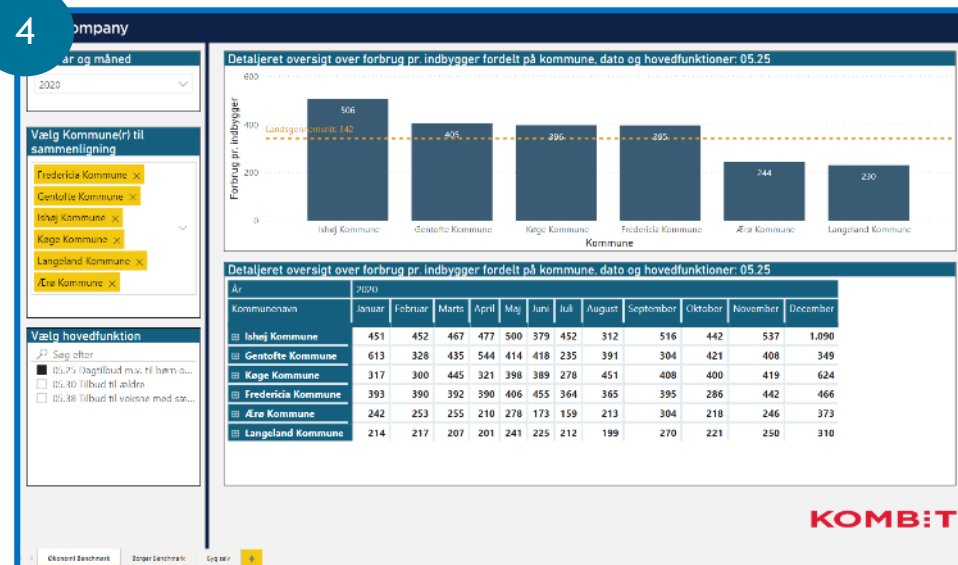 4
ompany
år og måned
2020
Vælg Kommune(r) til
sammenligning
Fredericia Kommune ×
Gentofte Kommune ×
Ishøj Kommune ×
Køge Kommune ×
Langeland Kommune ×
Ærø Kommune ×
Vælg hovedfunktion
Søg efter
05.25 Dagtilbud m.v. til børn o...
05.30 Tilbud til ældre
05.38 Tilbud til voksne med sæ...
Detaljeret oversigt over forbrug pr. indbygger fordelt på kommune, dato og hovedfunktioner: 05.25
Forbrug pr. indbygger
600
400
200
0
Landsgennemsnit: 342
506
405
396
395
244
230
Ishøj Kommune Gentofte Kommune Køge Kommune Fredericia Kommune Ærø Kommune Langeland Kommune
Kommune
Detaljeret oversigt over forbrug pr. indbygger fordelt på kommune, dato og hovedfunktioner: 05.25
År 2020
Kommunenavn Januar Februar Marts April Maj Juni Juli August September Oktober November December
Ishøj Kommune 451 452 467 477 500 379 452 312 516 442 537 1.090
Gentofte Kommune 613 328 435 544 414 418 235 391 304 421 408 349
Køge Kommune 317 300 445 321 398 389 278 451 408 400 419 624
Fredericia Kommune 393 390 392 390 406 455 364 365 395 286 442 466
Ærø Kommune 242 253 255 210 278 173 159 213 304 218 246 373
Langeland Kommune 214 217 207 201 241 225 212 199 270 221 250 310
KOMB:T
Økonomi Benchmark Borger Benchmark Byg selv +